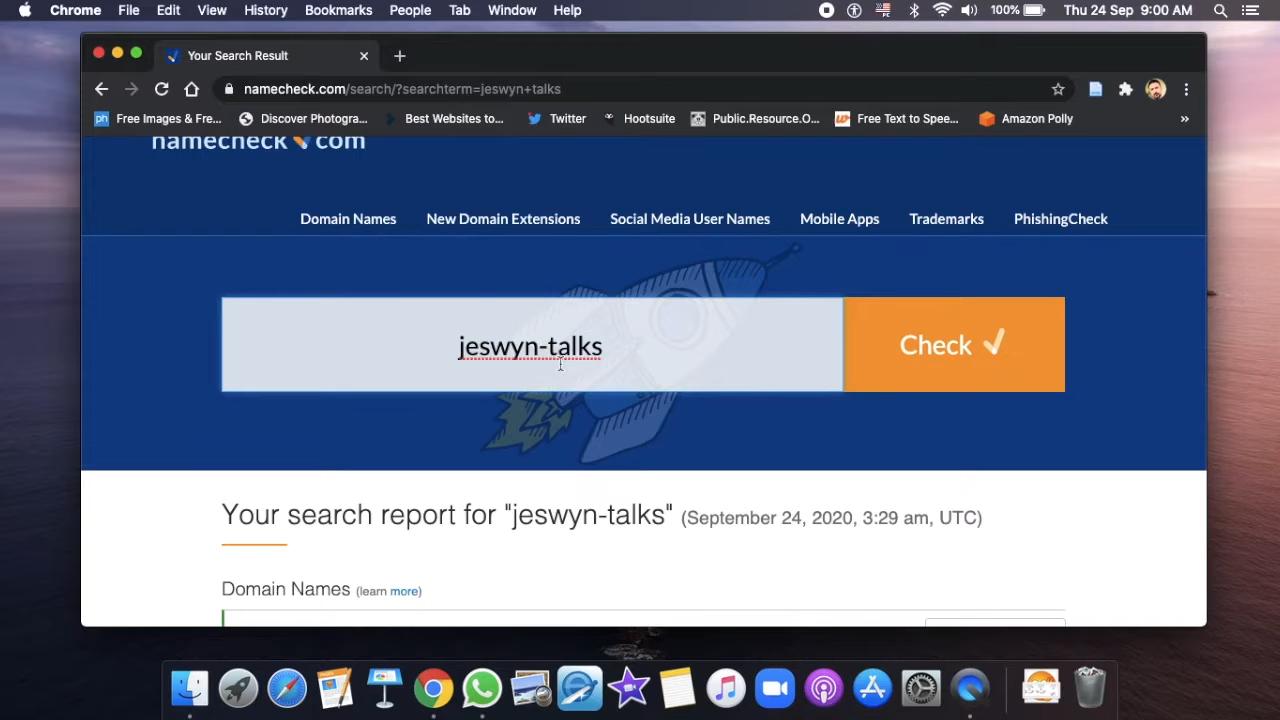 Chrome File Edit View History Bookmarks People Tab Window Help 100% Thu 24 Sep 9:00 AM
Your Search Result
namecheck.com/search/?searchterm=jeswyn+talks
ph Free Images & Fre... Discover Photogra... Best Websites to... Twitter Hootsuite Public.Resource.O... Free Text to Spee... Amazon Polly »
namecheck com
Domain Names New Domain Extensions Social Media User Names Mobile Apps Trademarks PhishingCheck
jeswyn-talks Check
Your search report for "jeswyn-talks" (September 24, 2020, 3:29 am, UTC)
Domain Names (learn more)